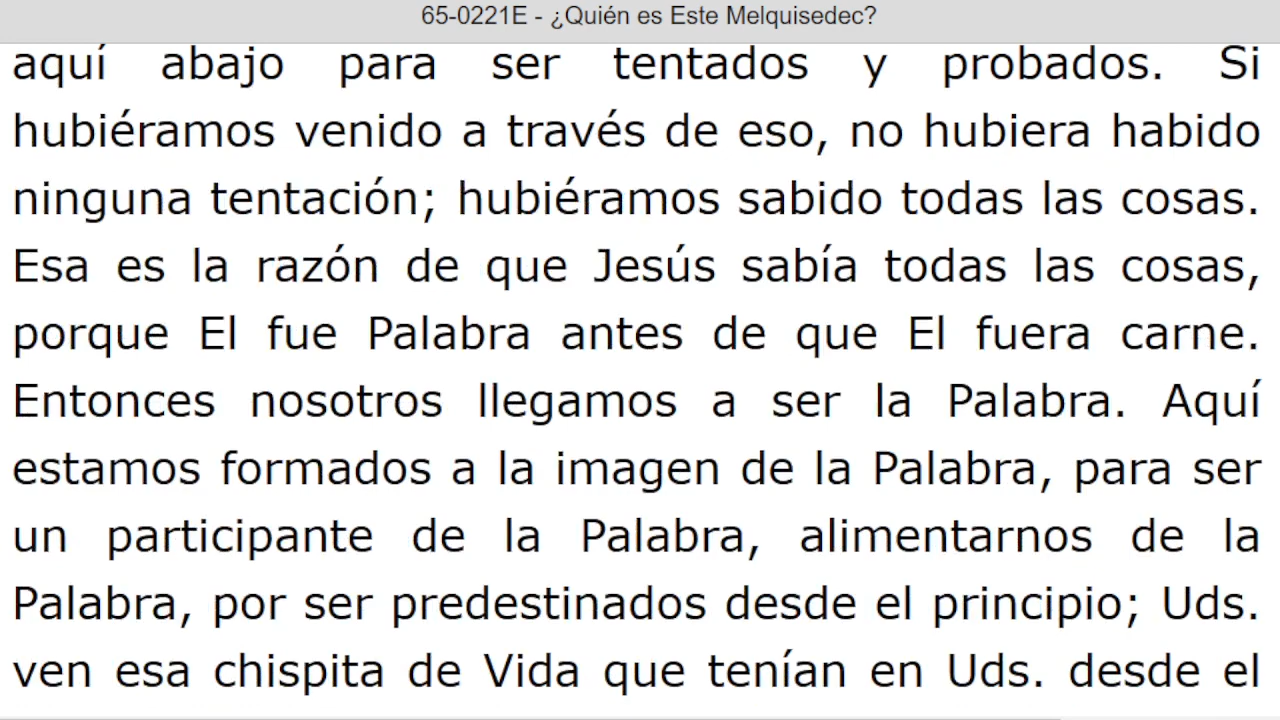 65-0221E - ¿Quién es Este Melquisedec?
aquí abajo para ser tentados y probados. Si
hubiéramos venido a través de eso, no hubiera habido
ninguna tentación; hubiéramos sabido todas las cosas.
Esa es la razón de que Jesús sabía todas las cosas,
porque El fue Palabra antes de que El fuera carne.
Entonces nosotros llegamos a ser la Palabra. Aquí
estamos formados a la imagen de la Palabra, para ser
un participante de la Palabra, alimentarnos de la
Palabra, por ser predestinados desde el principio; Uds.
ven esa chispita de Vida que tenían en Uds. desde el